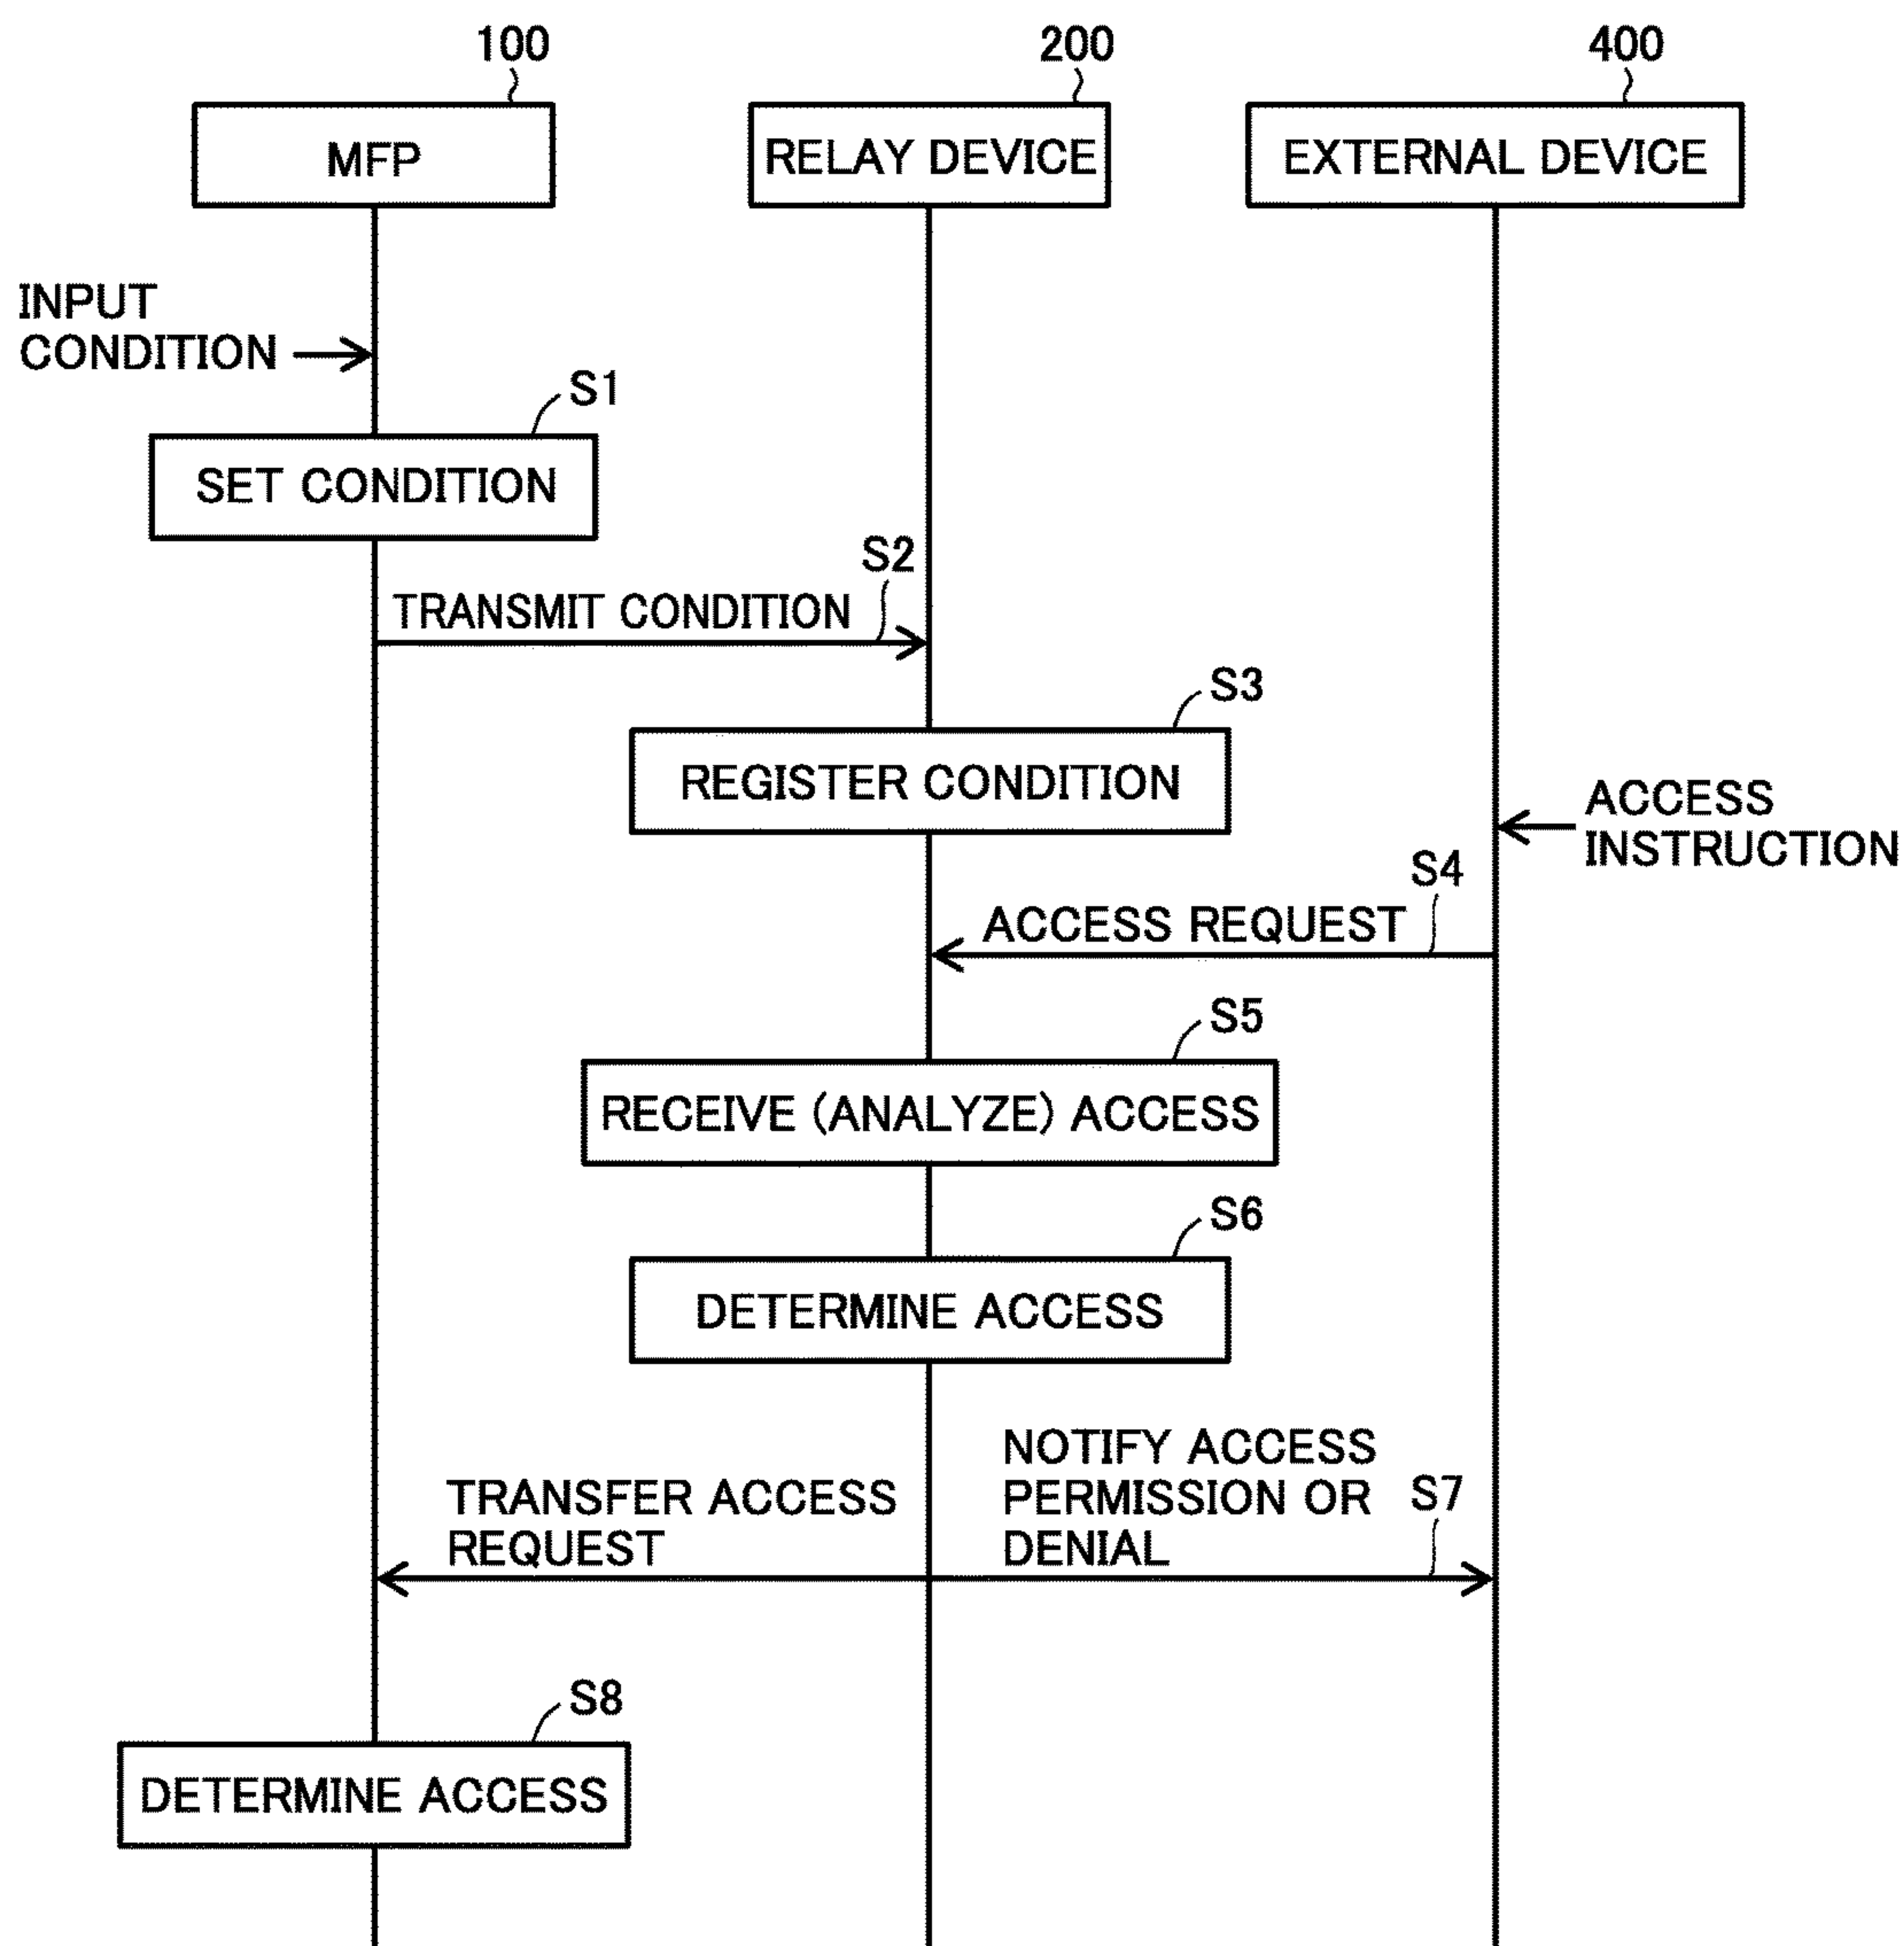 100
200
400
MFP
RELAY DEVICE
EXTERNAL DEVICE
INPUT
CONDITION
S1
SET CONDITION
S2
TRANSMIT CONDITION
S3
REGISTER CONDITION
ACCESS
INSTRUCTION
S4
ACCESS REQUEST
S5
RECEIVE (ANALYZE) ACCESS
S6
DETERMINE ACCESS
TRANSFER ACCESS
REQUEST
NOTIFY ACCESS
PERMISSION OR
DENIAL
S7
S8
DETERMINE ACCESS